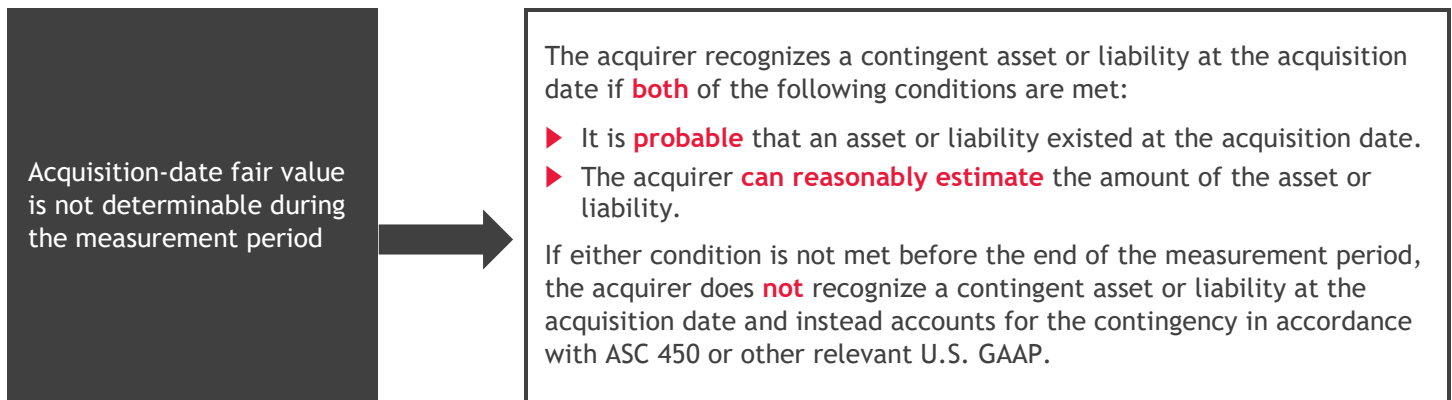 Acquisition-date fair value
is not determinable during
the measurement period
The acquirer recognizes a contingent asset or liability at the acquisition
date if both of the following conditions are met:
It is probable that an asset or liability existed at the acquisition date.
The acquirer can reasonably estimate the amount of the asset or
liability.
If either condition is not met before the end of the measurement period,
the acquirer does not recognize a contingent asset or liability at the
acquisition date and instead accounts for the contingency in accordance
with ASC 450 or other relevant U.S. GAAP.